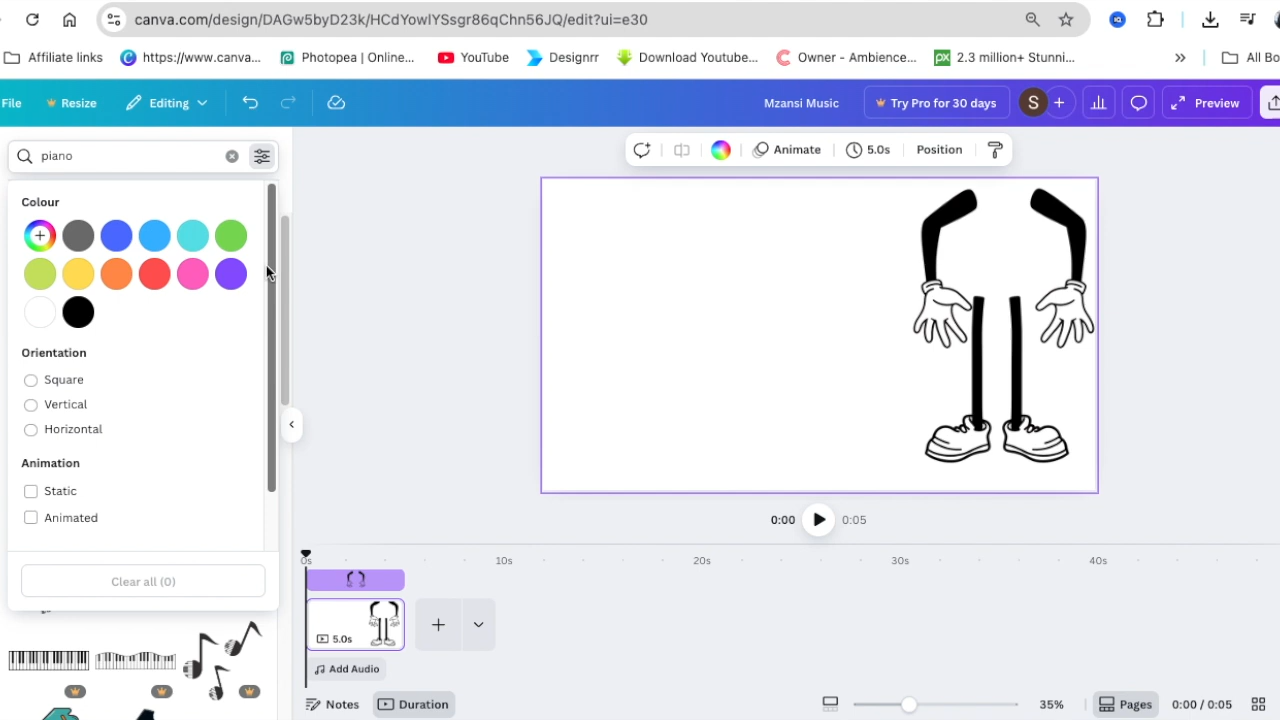 canva.com/design/DAGw5byD23k/HCdYowlYSsgr86qChn56JQ/edit?ui=e30
Affiliate links
https://www.canva...
Photopea | Online...
YouTube
Designrr
Download Youtube...
Owner - Ambience...
2.3 million+ Stunni...
»
All Bo
File
Resize
Editing
Mzansi Music
Try Pro for 30 days
S
+
Preview
piano
Animate
5.0s
Position
Colour
Orientation
Square
Vertical
Horizontal
Animation
Static
Animated
Clear all (0)
0:00
0:05
0s
10s
20s
30s
40s
5.0s
Add Audio
Notes
Duration
35%
Pages
0:00 / 0:05